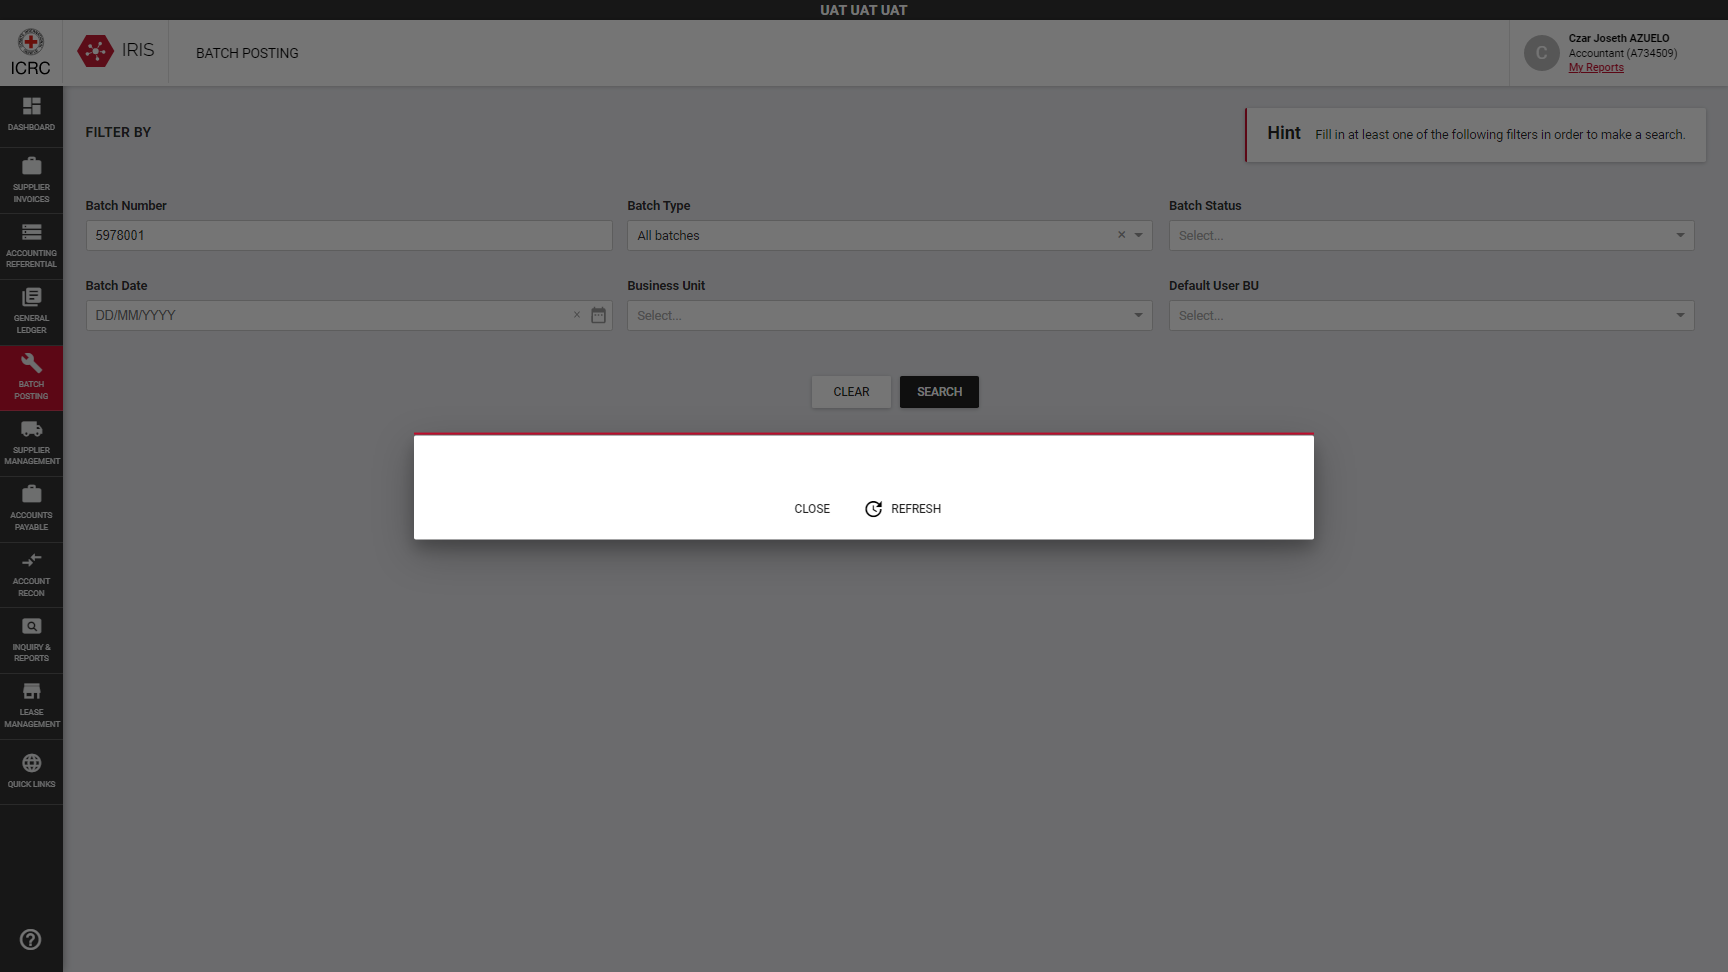 UAT UAT UAT
ICRC
IRIS
BATCH POSTING
C
Czar Joseth AZUELO
Accountant (A734509)
My Reports
DASHBOARD
SUPPLIER
INVOICES
ACCOUNTING
REFERENTIAL
GENERAL
LEDGER
BATCH
POSTING
SUPPLIER
MANAGEMENT
ACCOUNTS
PAYABLE
ACCOUNT
RECON
INQUIRY &
REPORTS
LEASE
MANAGEMENT
QUICK LINKS
FILTER BY
Hint Fill in at least one of the following filters in order to make a search.
Batch Number
5978001
Batch Type
All batches
Batch Status
Select...
Batch Date
DD/MM/YYYY
Business Unit
Select...
Default User BU
Select...
CLEAR
SEARCH
CLOSE
REFRESH